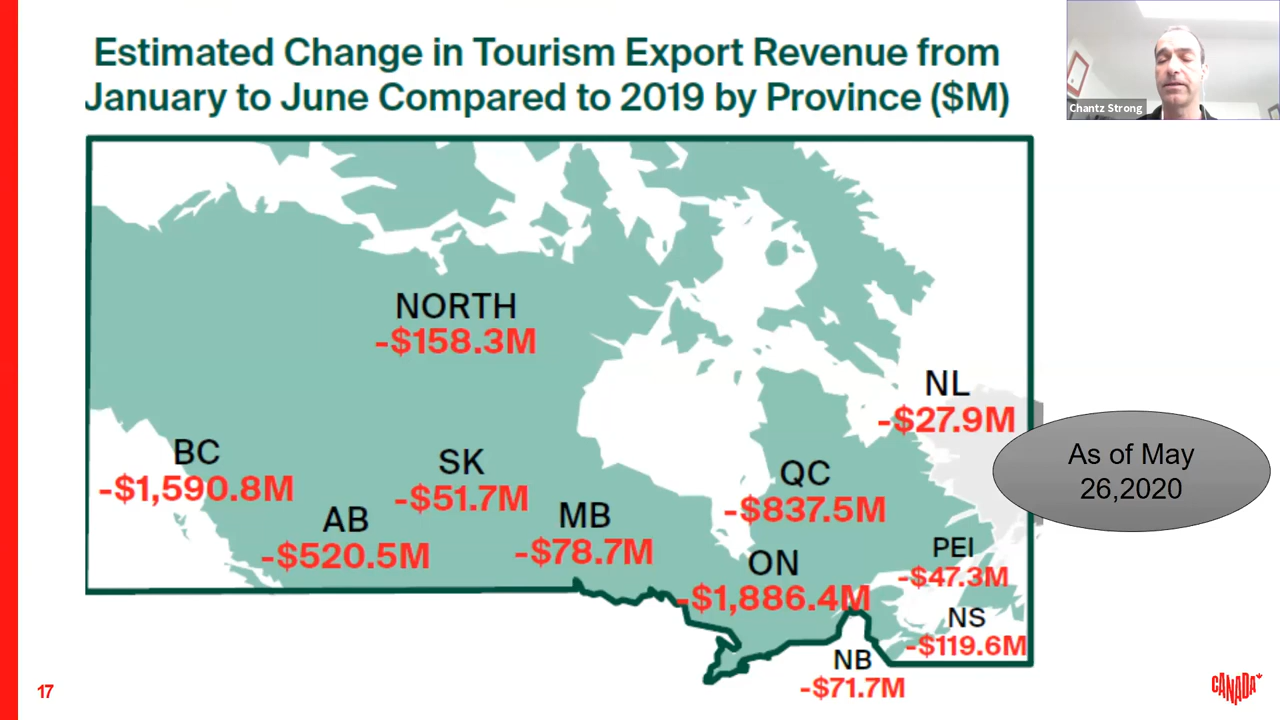 Estimated Change in Tourism Export Revenue from
January to June Compared to 2019 by Province ($M)
Chantz Strong
NORTH
-$158.3M
NL
-$27.9M
BC
-$1,590.8M
SK
-$51.7M
AB
-$520.5M
MB
-$78.7M
QC
-$837.5M
ON
-$1,886.4M
PEI
-$47.3M
NS
-$119.6M
NB
-$71.7M
As of May
26,2020
17
CANADA